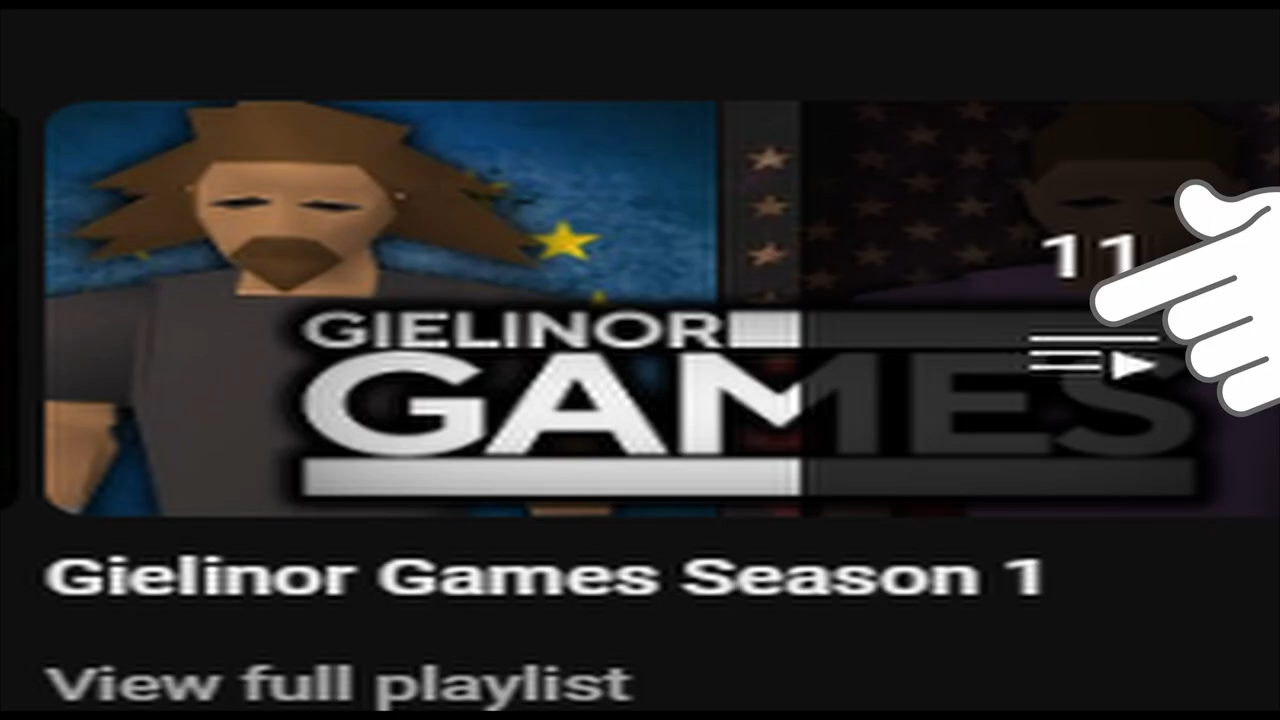 11
GIELINOR
GAMES
Gielinor Games Season 1
View full playlist